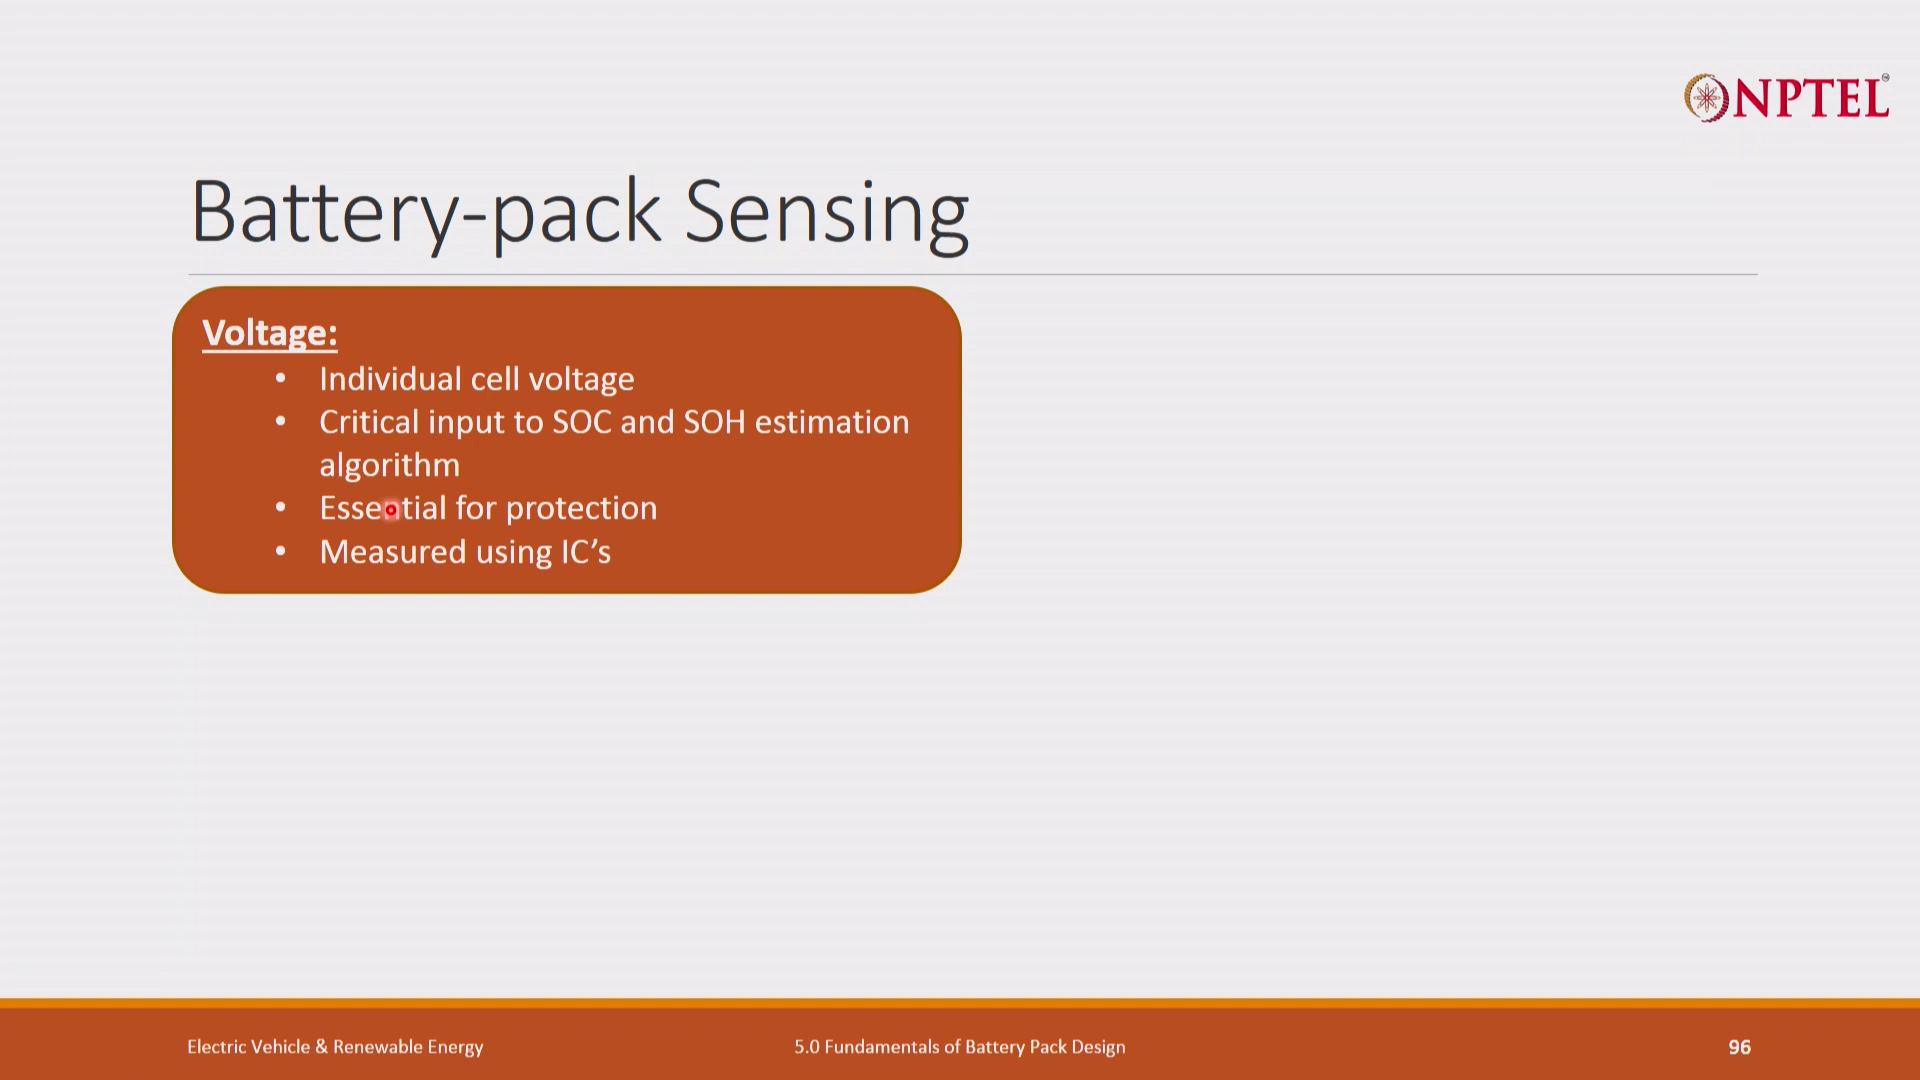 NPTEL
Battery-pack Sensing
Voltage:
• Individual cell voltage
• Critical input to SOC and SOH estimation
algorithm
• Essential for protection
• Measured using IC’s
Electric Vehicle & Renewable Energy
5.0 Fundamentals of Battery Pack Design
96